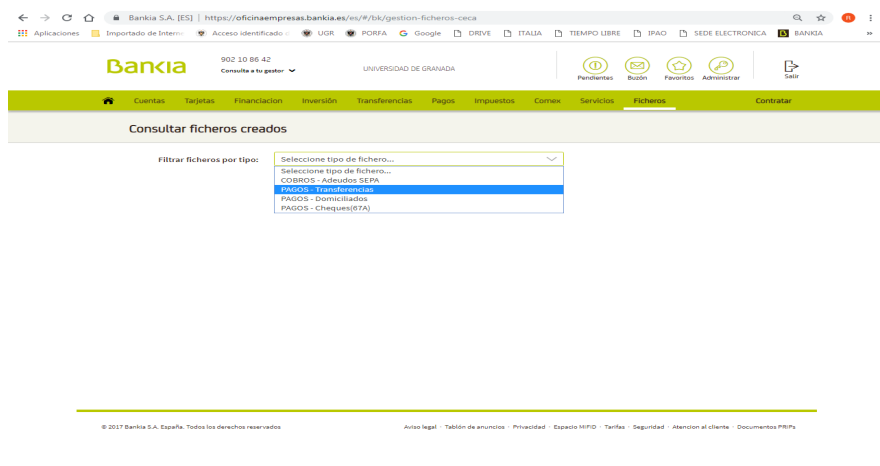 Bankia S.A. [ES] | https://oficinaempresas.bankia.es/es/#/bk/gestion-ficheros-ceca
Aplicaciones Importado de Intern Acceso identificado UGR PORFA Google DRIVE ITALIA TIEMPO LIBRE IPAO SEDE ELECTRONICA BANKIA »
Bankia
902 10 86 42
Consulta a tu gestor
UNIVERSIDAD DE GRANADA
Pendientes Buzón Favoritos Administrar Salir
Cuentas Tarjetas Financiacion Inversión Transferencias Pagos Impuestos Comex Servicios Ficheros Contratar
Consultar ficheros creados
Filtrar ficheros por tipo: Seleccione tipo de fichero...
Seleccione tipo de fichero...
COBROS - Adeudos SEPA
PAGOS - Transferencias
PAGOS - Domiciliados
PAGOS - Cheques(67A)
© 2017 Bankia S.A. España. Todos los derechos reservados
Aviso legal · Tablón de anuncios · Privacidad · Espacio MiFID · Tarifas · Seguridad · Atencion al cliente · Documentos PRIPs